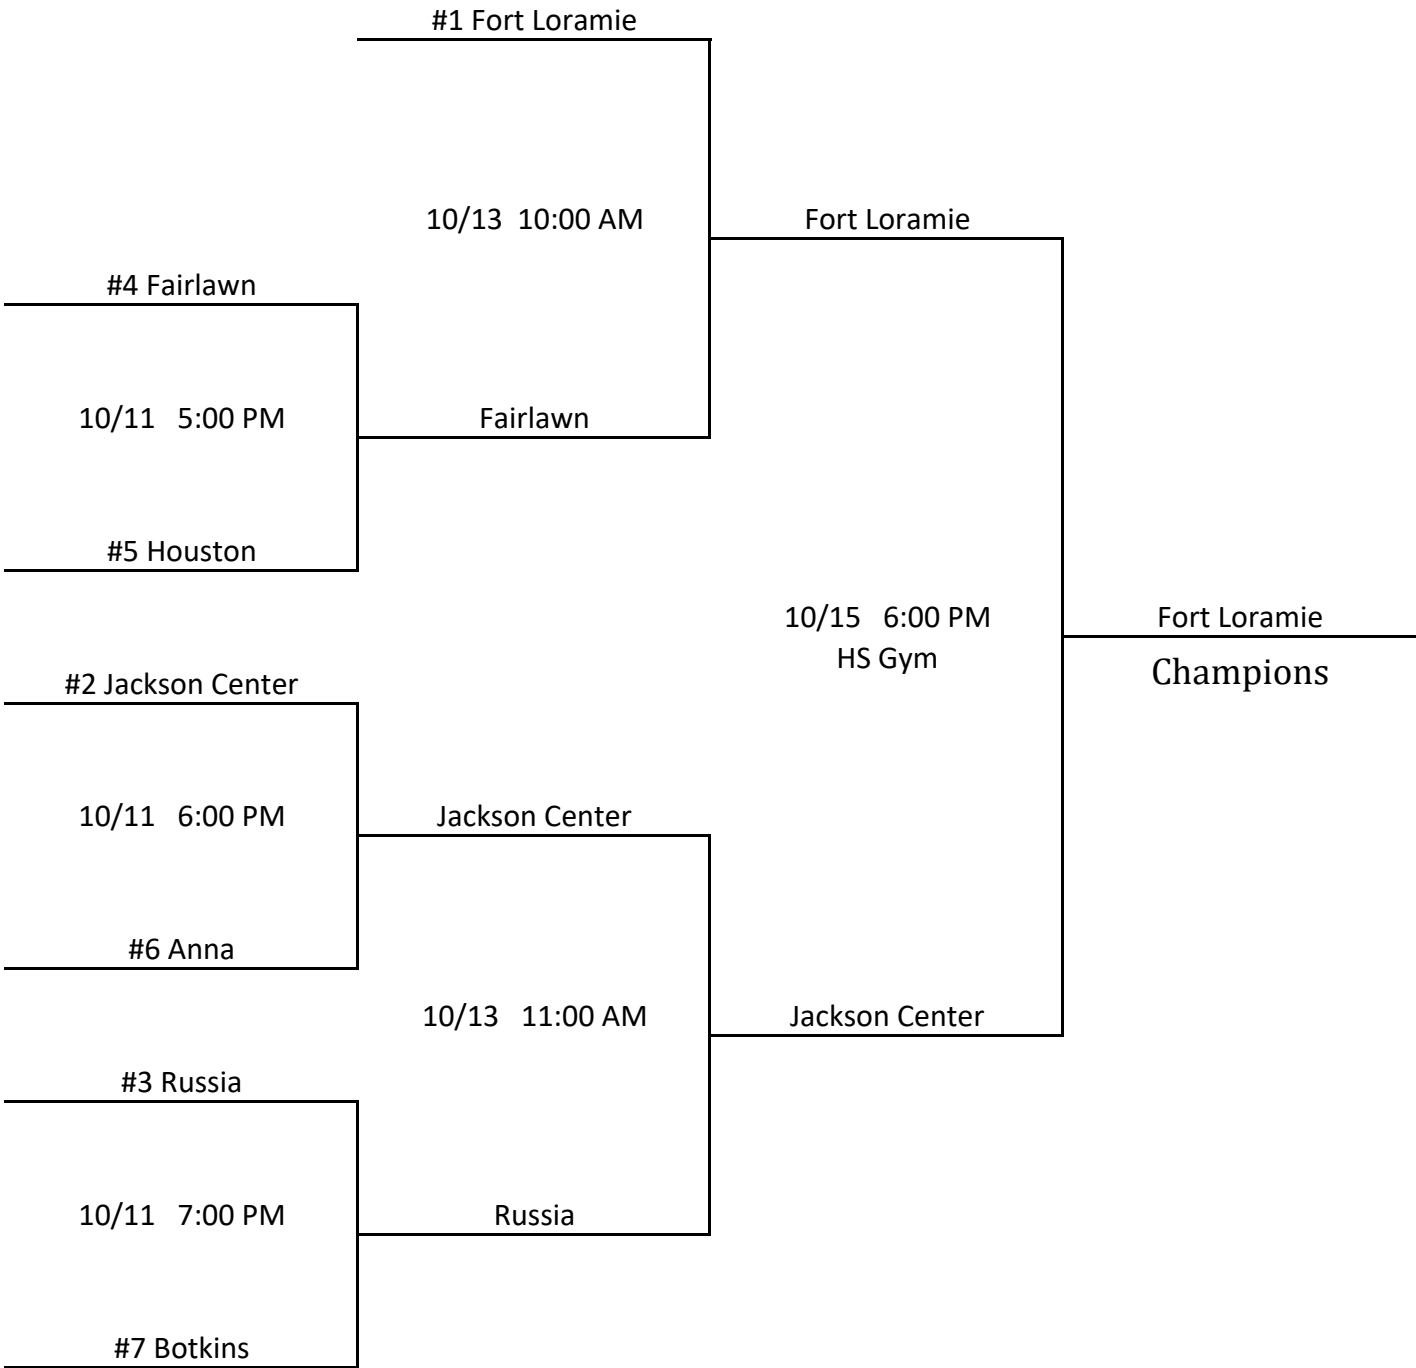 #1 Fort Loramie
10/13  10:00 AM
Fort Loramie
#4 Fairlawn
10/11   5:00 PM
Fairlawn
#5 Houston
10/15   6:00 PM
HS Gym
Fort Loramie
Champions
#2 Jackson Center
10/11   6:00 PM
Jackson Center
#6 Anna
10/13   11:00 AM
Jackson Center
#3 Russia
10/11   7:00 PM
Russia
#7 Botkins